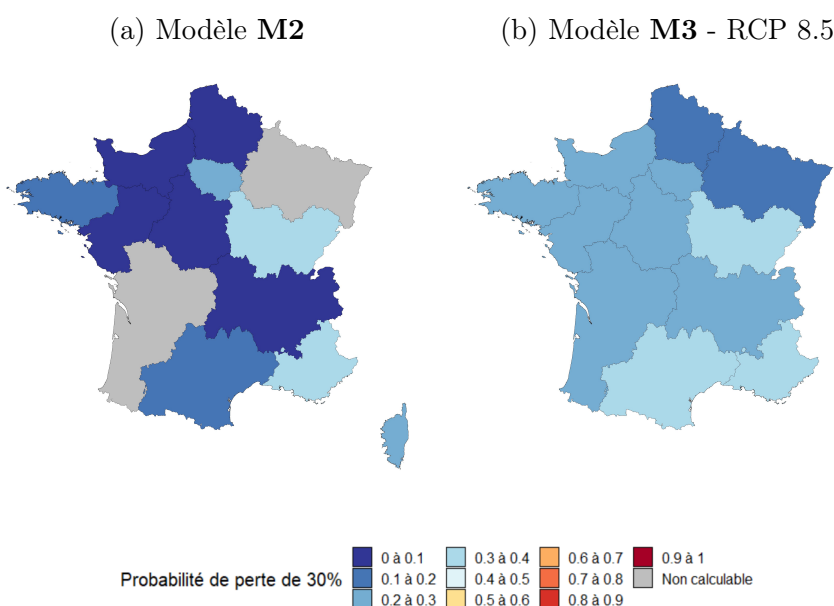 (a) Modèle M2
(b) Modèle M3 - RCP 8.5
Probabilité de perte de 30%
0 à 0.1
0.1 à 0.2
0.2 à 0.3
0.3 à 0.4
0.4 à 0.5
0.5 à 0.6
0.6 à 0.7
0.7 à 0.8
0.8 à 0.9
0.9 à 1
Non calculable